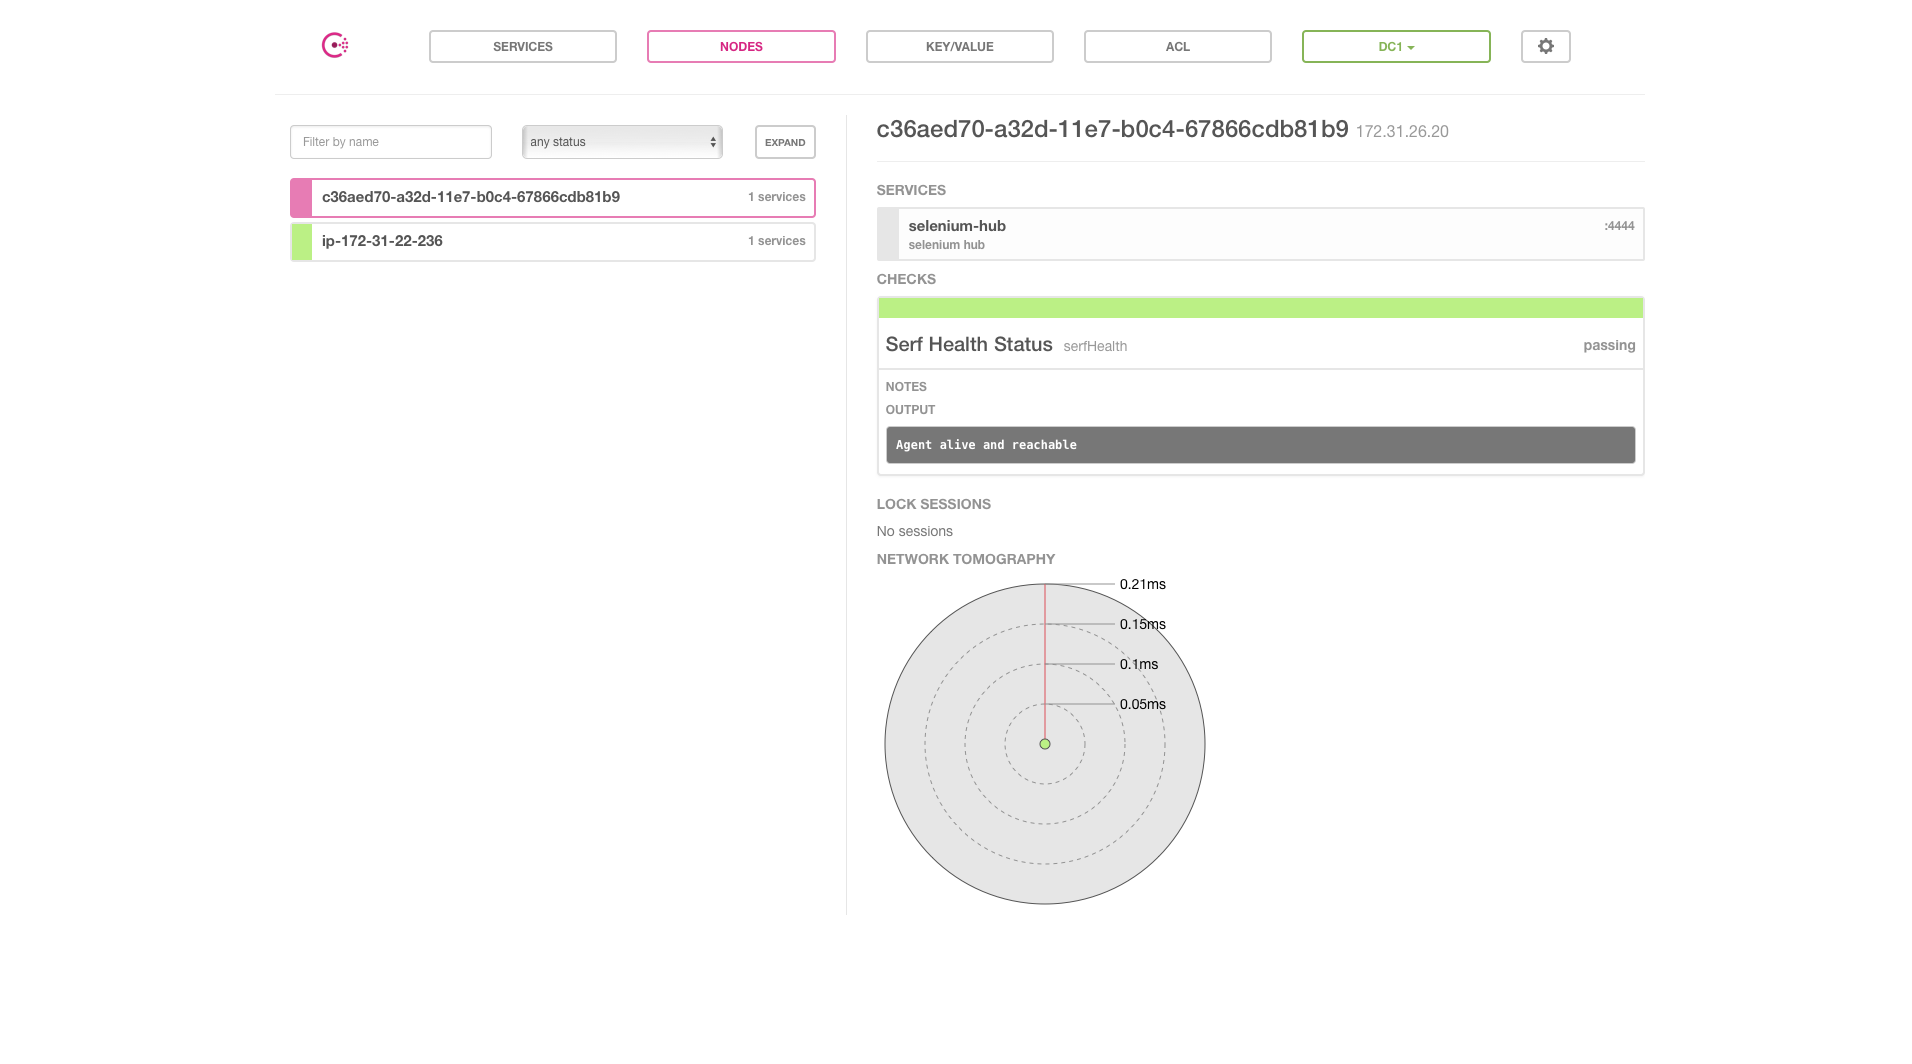 SERVICES
NODES
KEY/VALUE
ACL
DC1
Filter by name
any status
EXPAND
c36aed70-a32d-11e7-b0c4-67866cdb81b9 1 services
ip-172-31-22-236 1 services
c36aed70-a32d-11e7-b0c4-67866cdb81b9 172.31.26.20
SERVICES
selenium-hub :4444
selenium hub
CHECKS
Serf Health Status serfHealth passing
NOTES
OUTPUT
Agent alive and reachable
LOCK SESSIONS
No sessions
NETWORK TOMOGRAPHY
0.21ms
0.15ms
0.1ms
0.05ms